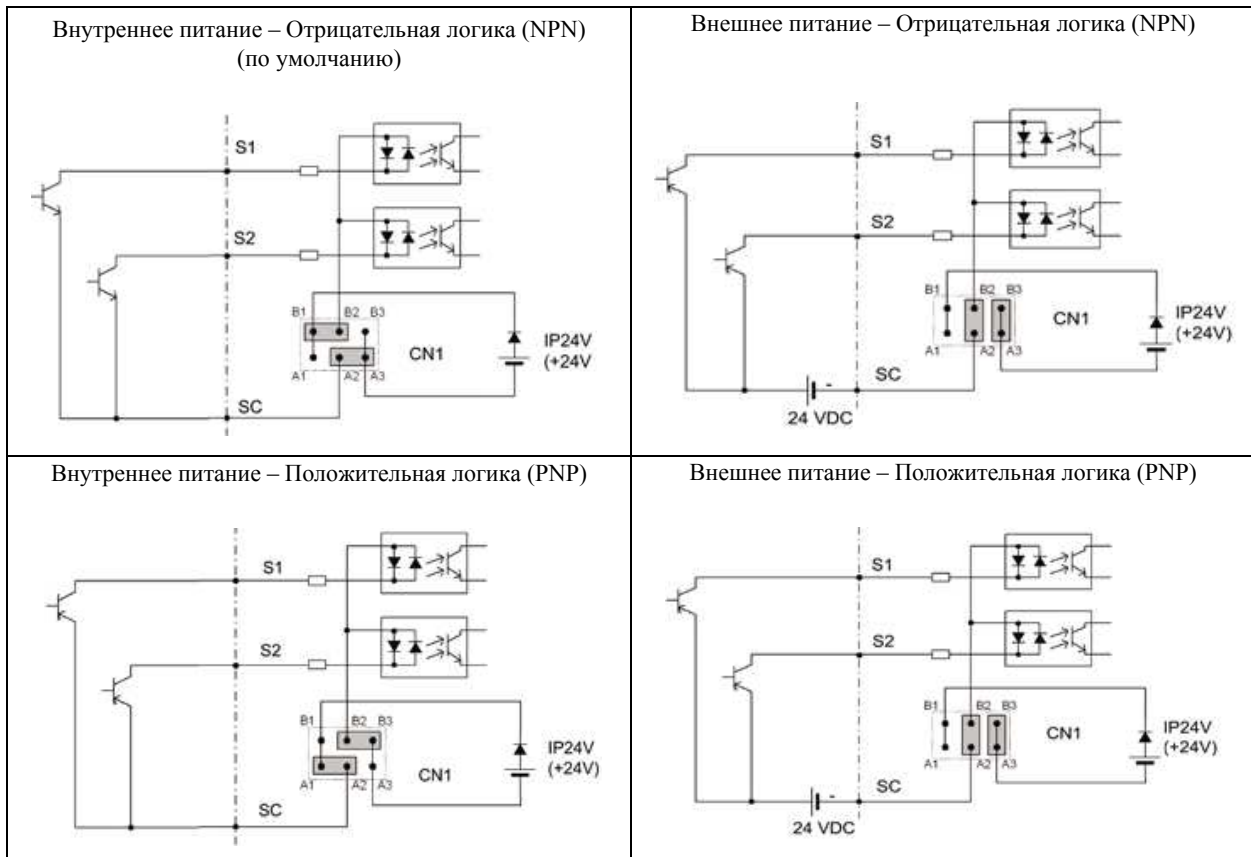 Внутреннее питание – Отрицательная логика (NPN)
(по умолчанию)
S1
S2
B1 B2 B3
A1 A2 A3
CN1
IP24V
(+24V
SC
Внешнее питание – Отрицательная логика (NPN)
S1
S2
B1 B2 B3
A1 A2 A3
CN1
IP24V
(+24V)
SC
-
24 VDC
Внутреннее питание – Положительная логика (PNP)
S1
S2
B1 B2 B3
A1 A2 A3
CN1
IP24V
(+24V)
SC
Внешнее питание – Положительная логика (PNP)
S1
S2
B1 B2 B3
A1 A2 A3
CN1
IP24V
(+24V)
SC
-
24 VDC